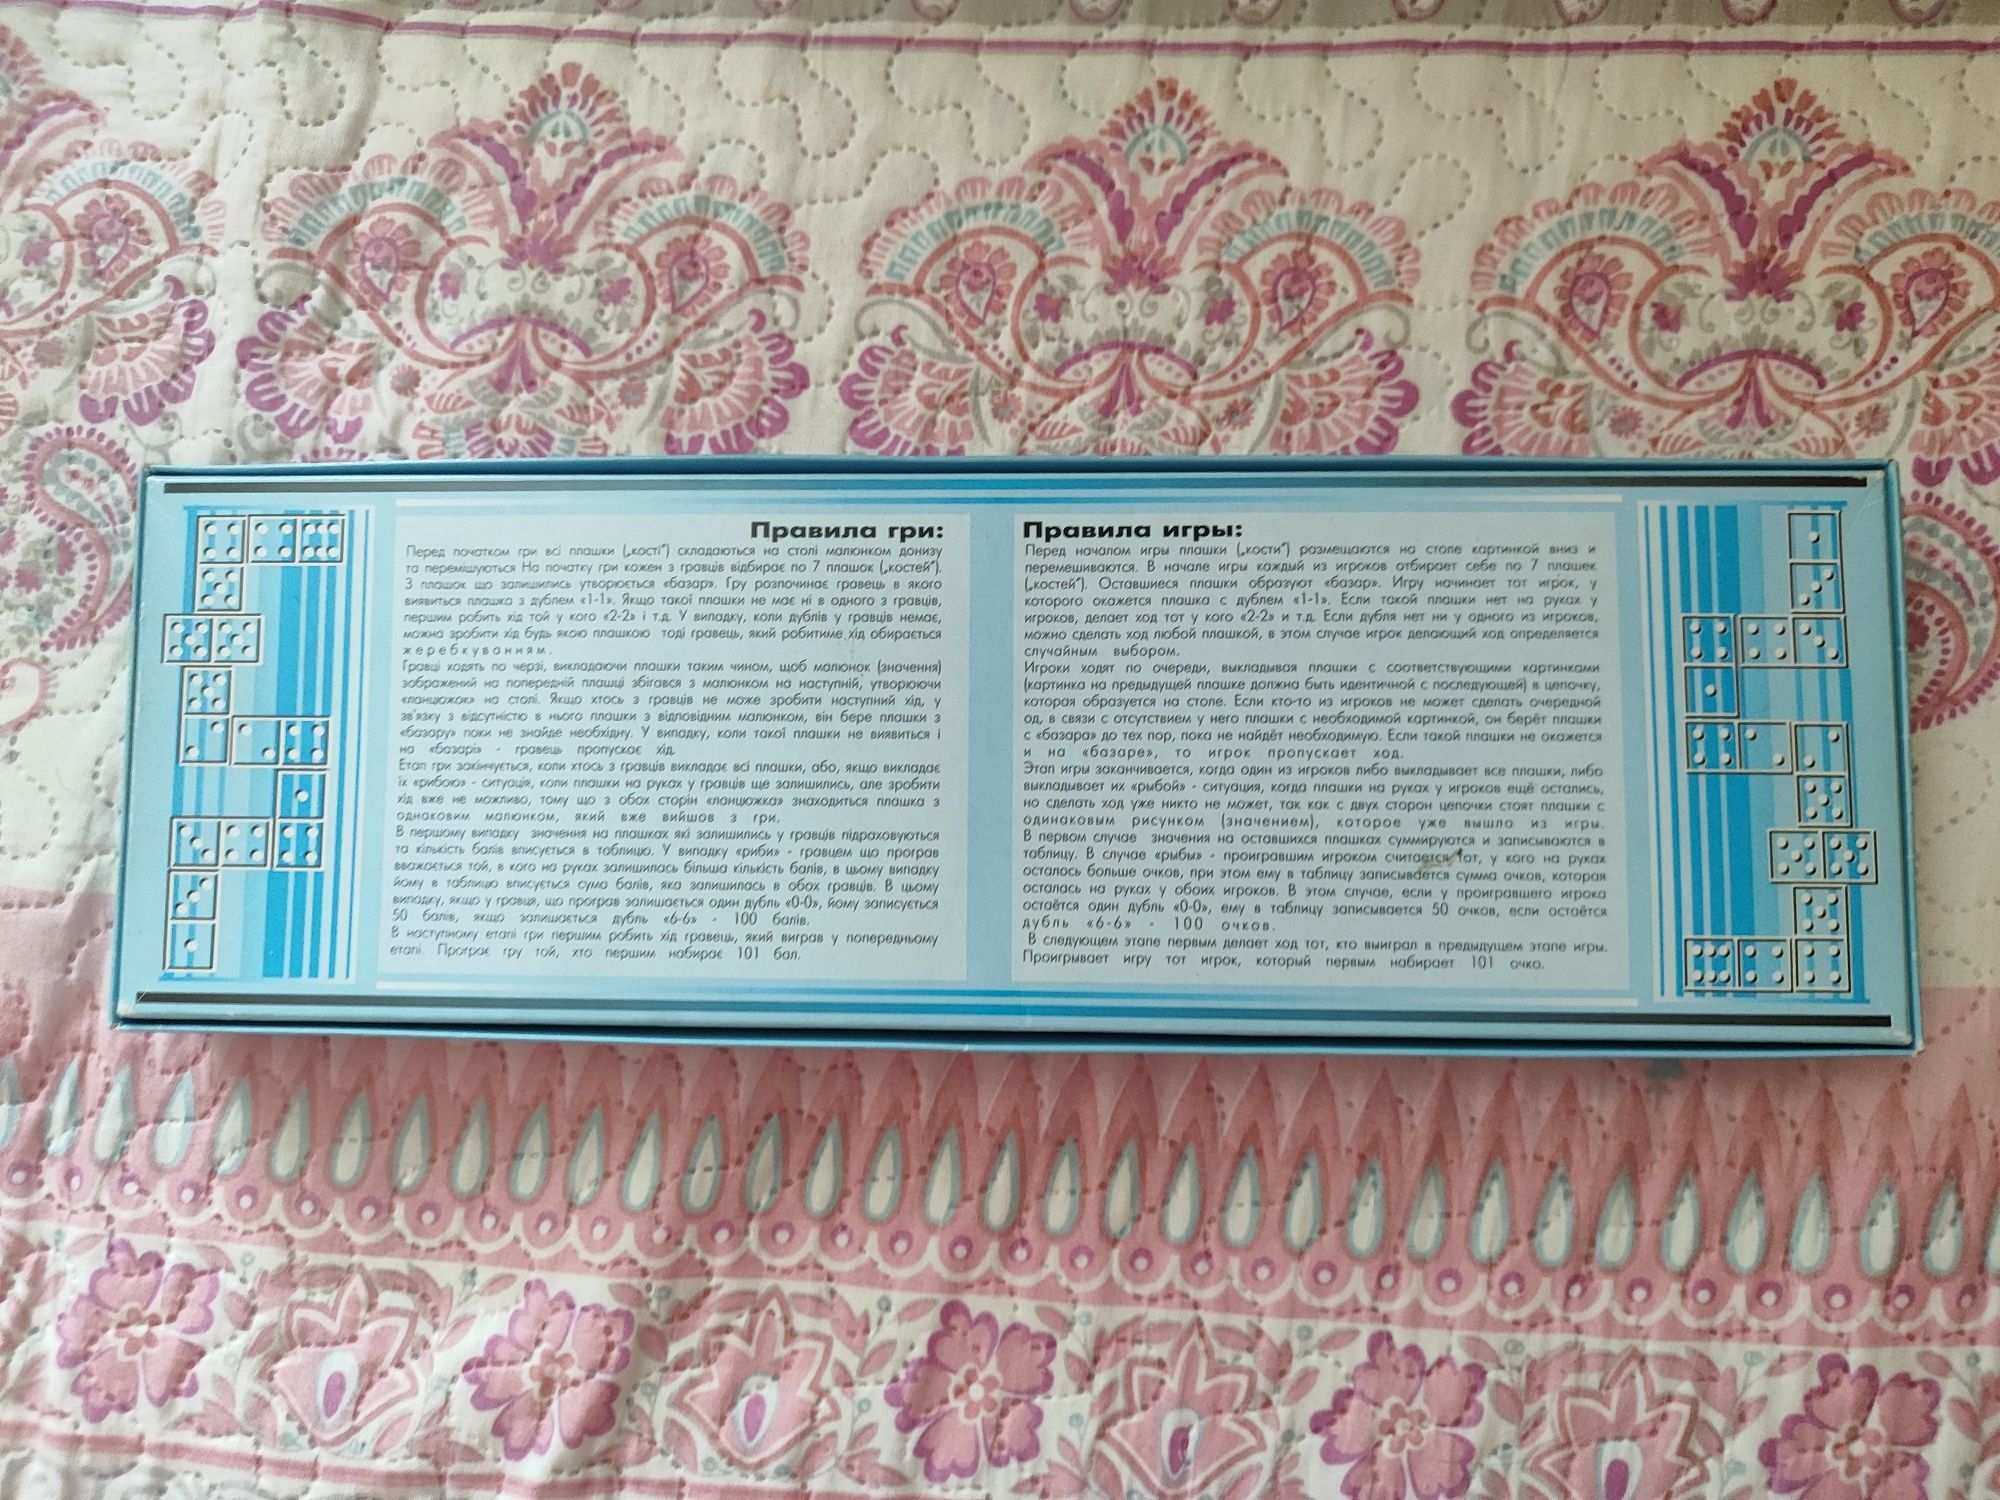 Правила гри:
Перед початком гри всі плашки („кості") складаються на столі малюнком донизу
та перемішуються На початку гри кожен з гравців відбирає по 7 плашок („костей").
З плашок що залишились утворюється «базар». Гру розпочинає гравець в якого
виявиться плашка з дублем «1-1». Якщо такої плашки не має ні в одного з гравців,
першим робить хід той у кого «2-2» і т.д. У випадку, коли дублів у гравців немає,
можна зробити хід будь якою плашкою тоді гравець, який робитиме хід обирається
жеребкуванням.
Гравці ходять по черзі, викладаючи плашки таким чином, щоб малюнок (значення)
зображений на попередній плашці збігався з малюнком на наступній, утворюючи
«ланцюжок» на столі. Якщо хтось з гравців не може зробити наступний хід, у
зв'язку з відсутністю в нього плашки з відповідним малюнком, він бере плашки з
«базару» поки не знайде необхідну. У випадку, коли такої плашки не виявиться і
на «базарі» - гравець пропускає хід.
Етап гри закінчується, коли хтось з гравців викладає всі плашки, або, якщо викладає
їх «рибою» - ситуація, коли плашки на руках у гравців ще залишились, але зробити
хід вже не можливо, тому що з обох сторін «ланцюжка» знаходиться плашка з
однаковим малюнком, який вже вийшов з гри.
В першому випадку значення на плашках які залишились у гравців підраховуються
та кількість балів вписується в таблицю. У випадку «риби» - гравцем що програв
вважається той, в кого на руках залишилась більша кількість балів, в цьому випадку
йому в таблицю вписується сума балів, яка залишилась в обох гравців. В цьому
випадку, якщо у гравця, що програв залишається один дубль «0-0», йому записується
50 балів, якщо залишається дубль «6-6» - 100 балів.
В наступному етапі гри першим робить хід гравець, який виграв у попередньому
етапі. Програє гру той, хто першим набирає 101 бал.
Правила игры:
Перед началом игры плашки („кости") размещаются на столе картинкой вниз и
перемешиваются. В начале игры каждый из игроков отбирает себе по 7 плашек
(„костей"). Оставшиеся плашки образуют «базар». Игру начинает тот игрок, у
которого окажется плашка с дублем «1-1». Если такой плашки нет на руках у
игроков, делает ход тот у кого «2-2» и т.д. Если дубля нет ни у одного из игроков,
можно сделать ход любой плашкой, в этом случае игрок делающий ход определяется
случайным выбором.
Игроки ходят по очереди, выкладывая плашки с соответствующими картинками
(картинка на предыдущей плашке должна быть идентичной с последующей) в цепочку,
которая образуется на столе. Если кто-то из игроков не может сделать очередной
од, в связи с отсутствием у него плашки с необходимой картинкой, он берёт плашки
с «базара» до тех пор, пока не найдёт необходимую. Если такой плашки не окажется
и на «базаре», то игрок пропускает ход.
Этап игры заканчивается, когда один из игроков либо выкладывает все плашки, либо
выкладывает их «рыбой» - ситуация, когда плашки на руках у игроков ещё остались,
но сделать ход уже никто не может, так как с двух сторон цепочки стоят плашки с
одинаковым рисунком (значением), которое уже вышло из игры.
В первом случае значения на оставшихся плашках суммируются и записываются в
таблицу. В случае «рыбы» - проигравшим игроком считается тот, у кого на руках
осталось больше очков, при этом ему в таблицу записывается сумма очков, которая
осталась на руках у обоих игроков. В этом случае, если у проигравшего игрока
остаётся один дубль «0-0», ему в таблицу записывается 50 очков, если остаётся
дубль «6-6» - 100 очков.
В следующем этапе первым делает ход тот, кто выиграл в предыдущем этапе игры.
Проигрывает игру тот игрок, который первым набирает 101 очко.